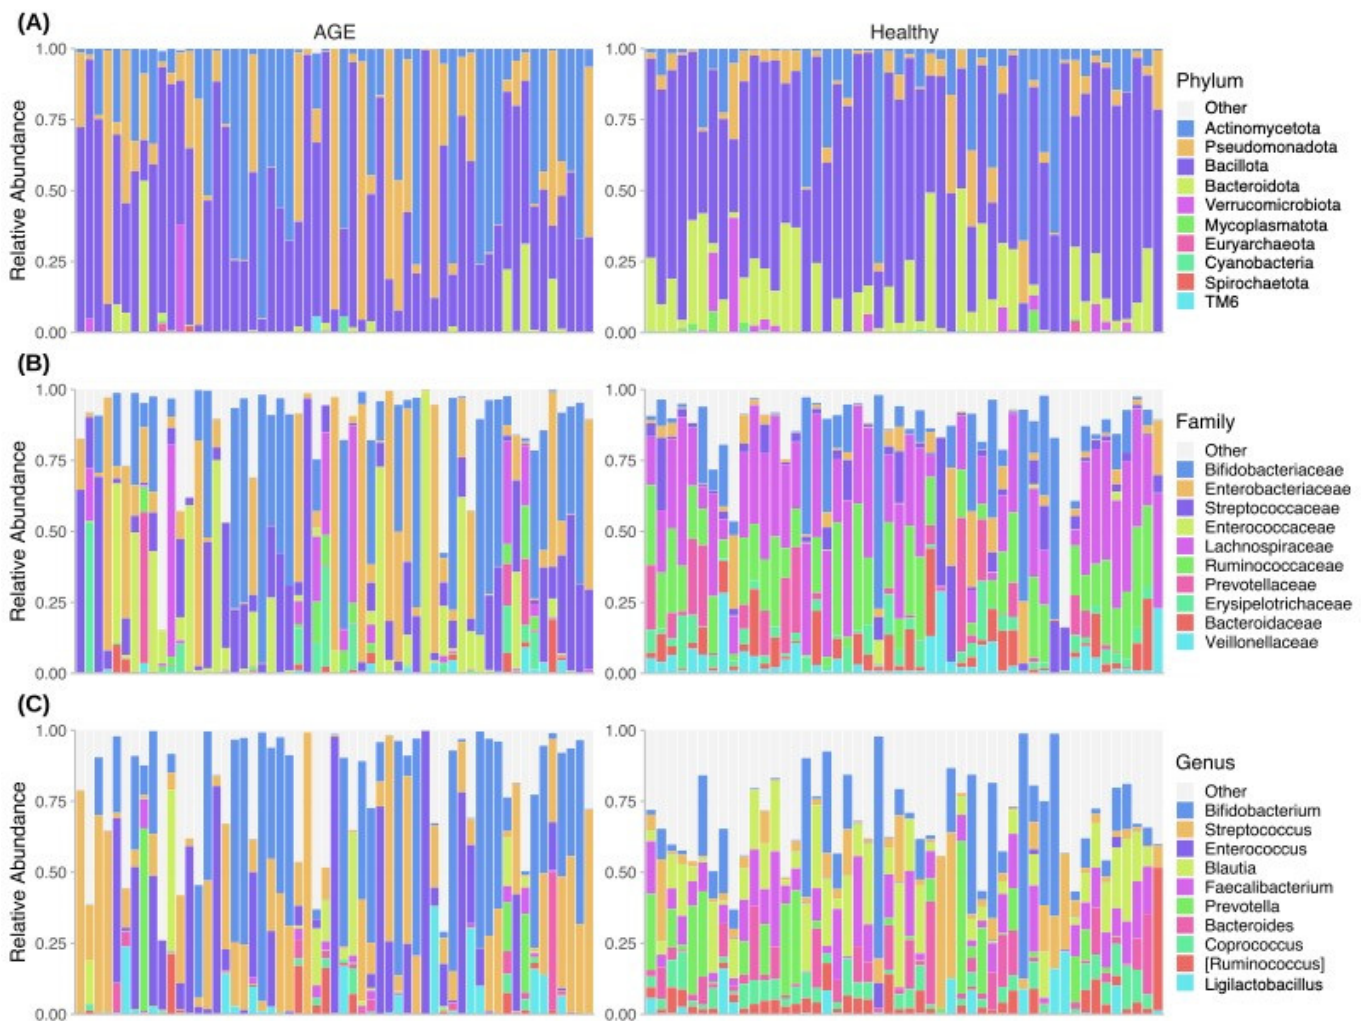 (A)
AGE
Healthy
Relative Abundance
1.00
0.75
0.50
0.25
0.00
1.00
0.75
0.50
0.25
0.00
Phylum
Other
Actinomycetota
Pseudomonadota
Bacillota
Bacteroidota
Verrucomicrobiota
Mycoplasmatota
Euryarchaeota
Cyanobacteria
Spirochaetota
TM6
(B)
Relative Abundance
1.00
0.75
0.50
0.25
0.00
1.00
0.75
0.50
0.25
0.00
Family
Other
Bifidobacteriaceae
Enterobacteriaceae
Streptococcaceae
Enterococcaceae
Lachnospiraceae
Ruminococcaceae
Prevotellaceae
Erysipelotrichaceae
Bacteroidaceae
Veillonellaceae
(C)
Relative Abundance
1.00
0.75
0.50
0.25
0.00
1.00
0.75
0.50
0.25
0.00
Genus
Other
Bifidobacterium
Streptococcus
Enterococcus
Blautia
Faecalibacterium
Prevotella
Bacteroides
Coprococcus
[Ruminococcus]
Ligilactobacillus